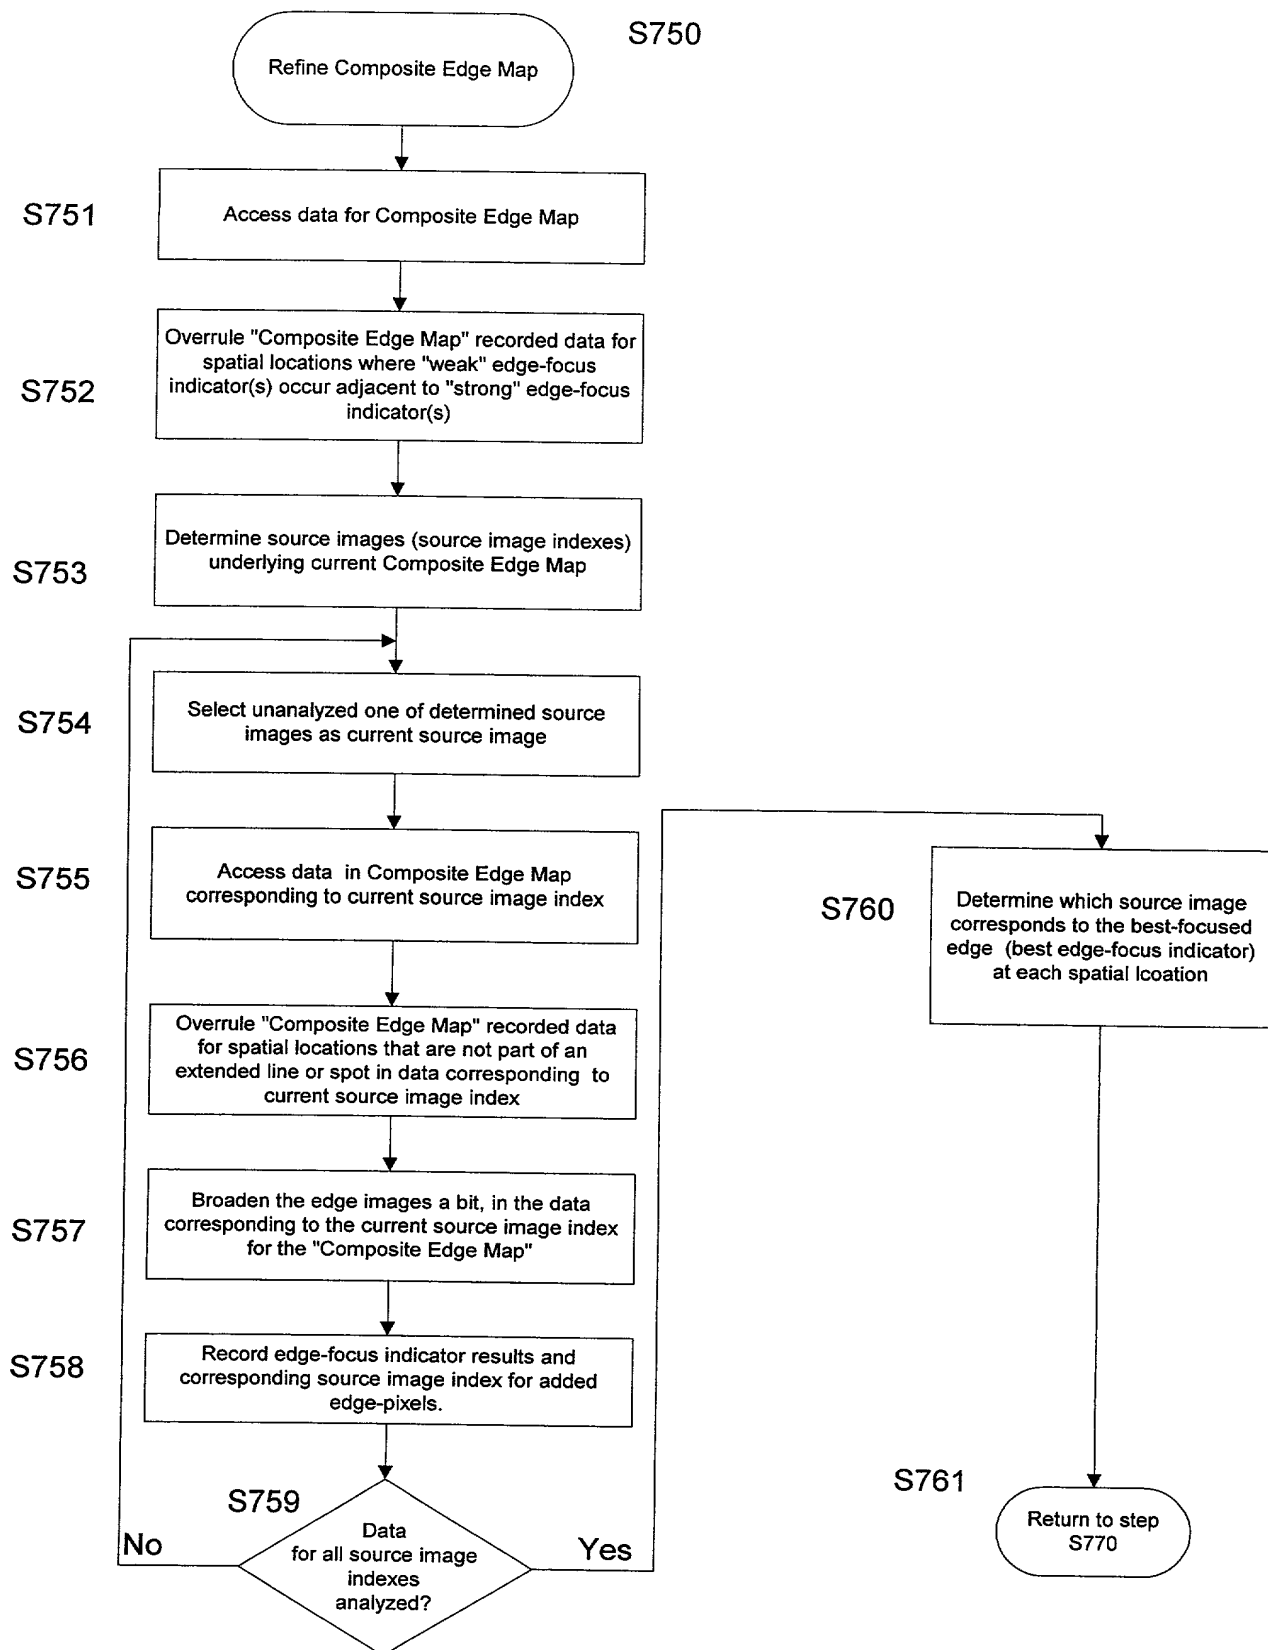 S750
Refine Composite Edge Map
S751
Access data for Composite Edge Map
S752
Overrule "Composite Edge Map" recorded data for
spatial locations where "weak" edge-focus
indicator(s) occur adjacent to "strong" edge-focus
indicator(s)
S753
Determine source images (source image indexes)
underlying current Composite Edge Map
S754
Select unanalyzed one of determined source
images as current source image
S755
Access data in Composite Edge Map
corresponding to current source image index
S756
Overrule "Composite Edge Map" recorded data
for spatial locations that are not part of an
extended line or spot in data corresponding to
current source image index
S757
Broaden the edge images a bit, in the data
corresponding to the current source image index
for the "Composite Edge Map"
S758
Record edge-focus indicator results and
corresponding source image index for added
edge-pixels.
S759
Data
for all source image
indexes
analyzed?
No
Yes
S760
Determine which source image
corresponds to the best-focused
edge (best edge-focus indicator)
at each spatial lcoation
S761
Return to step
S770